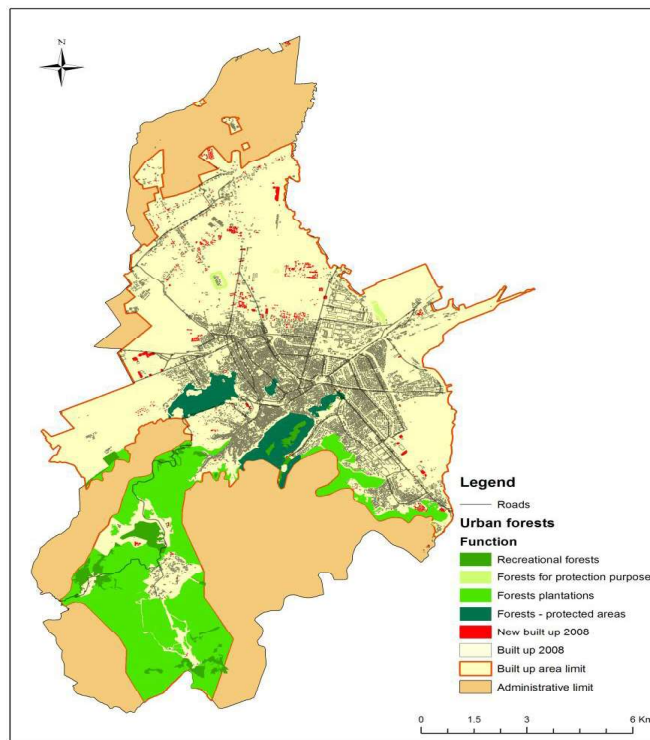 N
Legend
Roads
Urban forests
Function
Recreational forests
Forests for protection purpose
Forests plantations
Forests - protected areas
New built up 2008
Built up 2008
Built up area limit
Administrative limit
0 1.5 3 6 Km